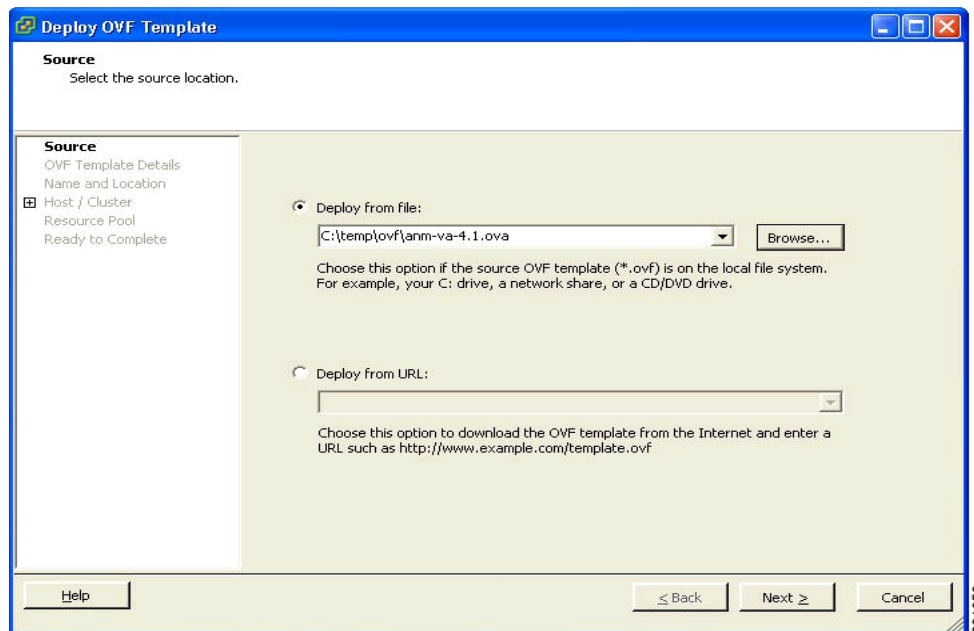 Deploy OVF Template
Source
Select the source location.
Source
OVF Template Details
Name and Location
Host / Cluster
Resource Pool
Ready to Complete
Deploy from file:
C:\temp\ovf\anm-va-4.1.ova
Browse...
Choose this option if the source OVF template (*.ovf) is on the local file system.
For example, your C: drive, a network share, or a CD/DVD drive.
Deploy from URL:
Choose this option to download the OVF template from the Internet and enter a
URL such as http://www.example.com/template.ovf
Help
≤ Back
Next ≥
Cancel